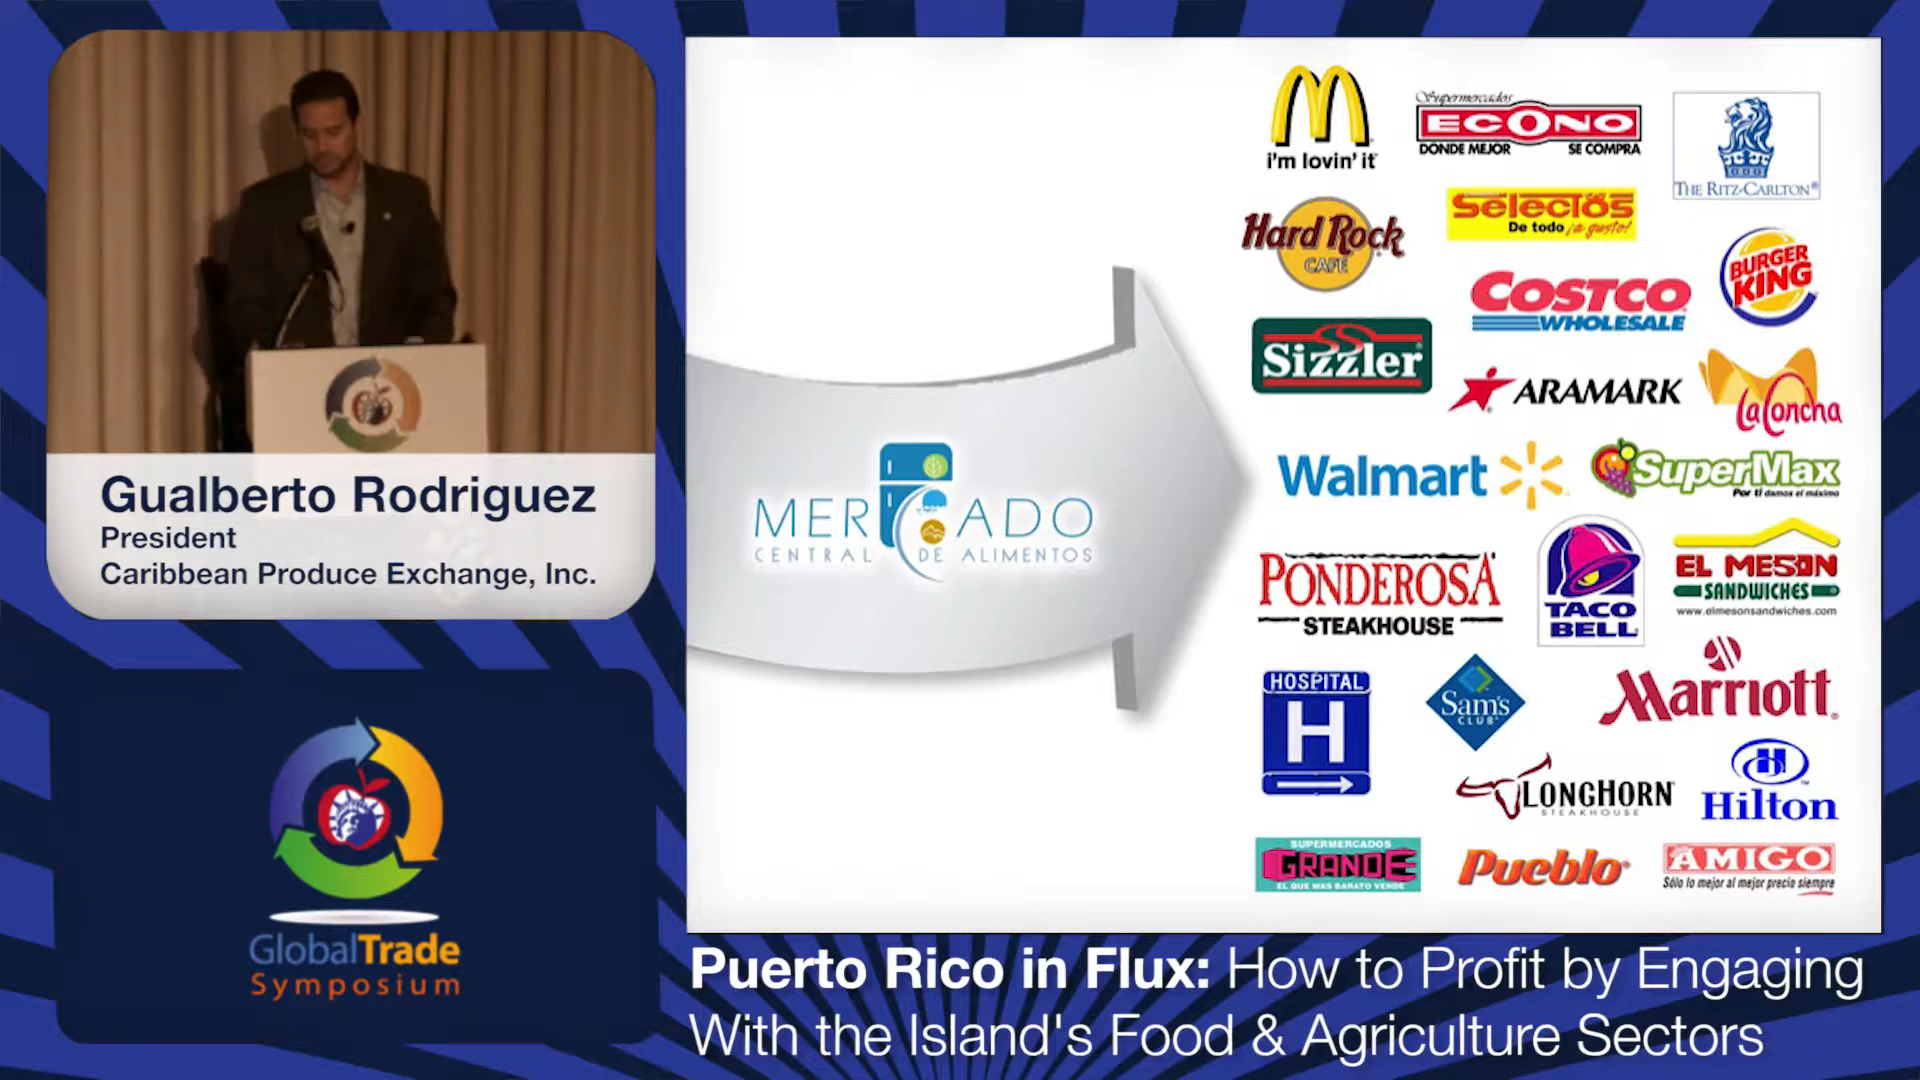 Gualberto Rodriguez
President
Caribbean Produce Exchange, Inc.
GlobalTrade
Symposium
MERCADO
CENTRAL DE ALIMENTOS
i'm lovin' it
Supermercados
ECONO
DONDE MEJOR SE COMPRA
THE RITZ-CARLTON®
Hard Rock
CAFE
Selectos
De todo ¡a gusto!
BURGER
KING
COSTCO
WHOLESALE
Sizzler
ARAMARK
La Concha
Walmart
SuperMax
Por ti damos el máximo
PONDEROSA
STEAKHOUSE
TACO
BELL
EL MESON
SANDWICHES
www.elmesonsandwiches.com
HOSPITAL
H
Sam's
CLUB
Marriott
LONGHORN
STEAKHOUSE
Hilton
SUPERMERCADOS
GRANDE
EL QUE MAS BARATO VENDE
Pueblo
AMIGO
Sólo lo mejor al mejor precio siempre
Puerto Rico in Flux: How to Profit by Engaging
With the Island's Food & Agriculture Sectors